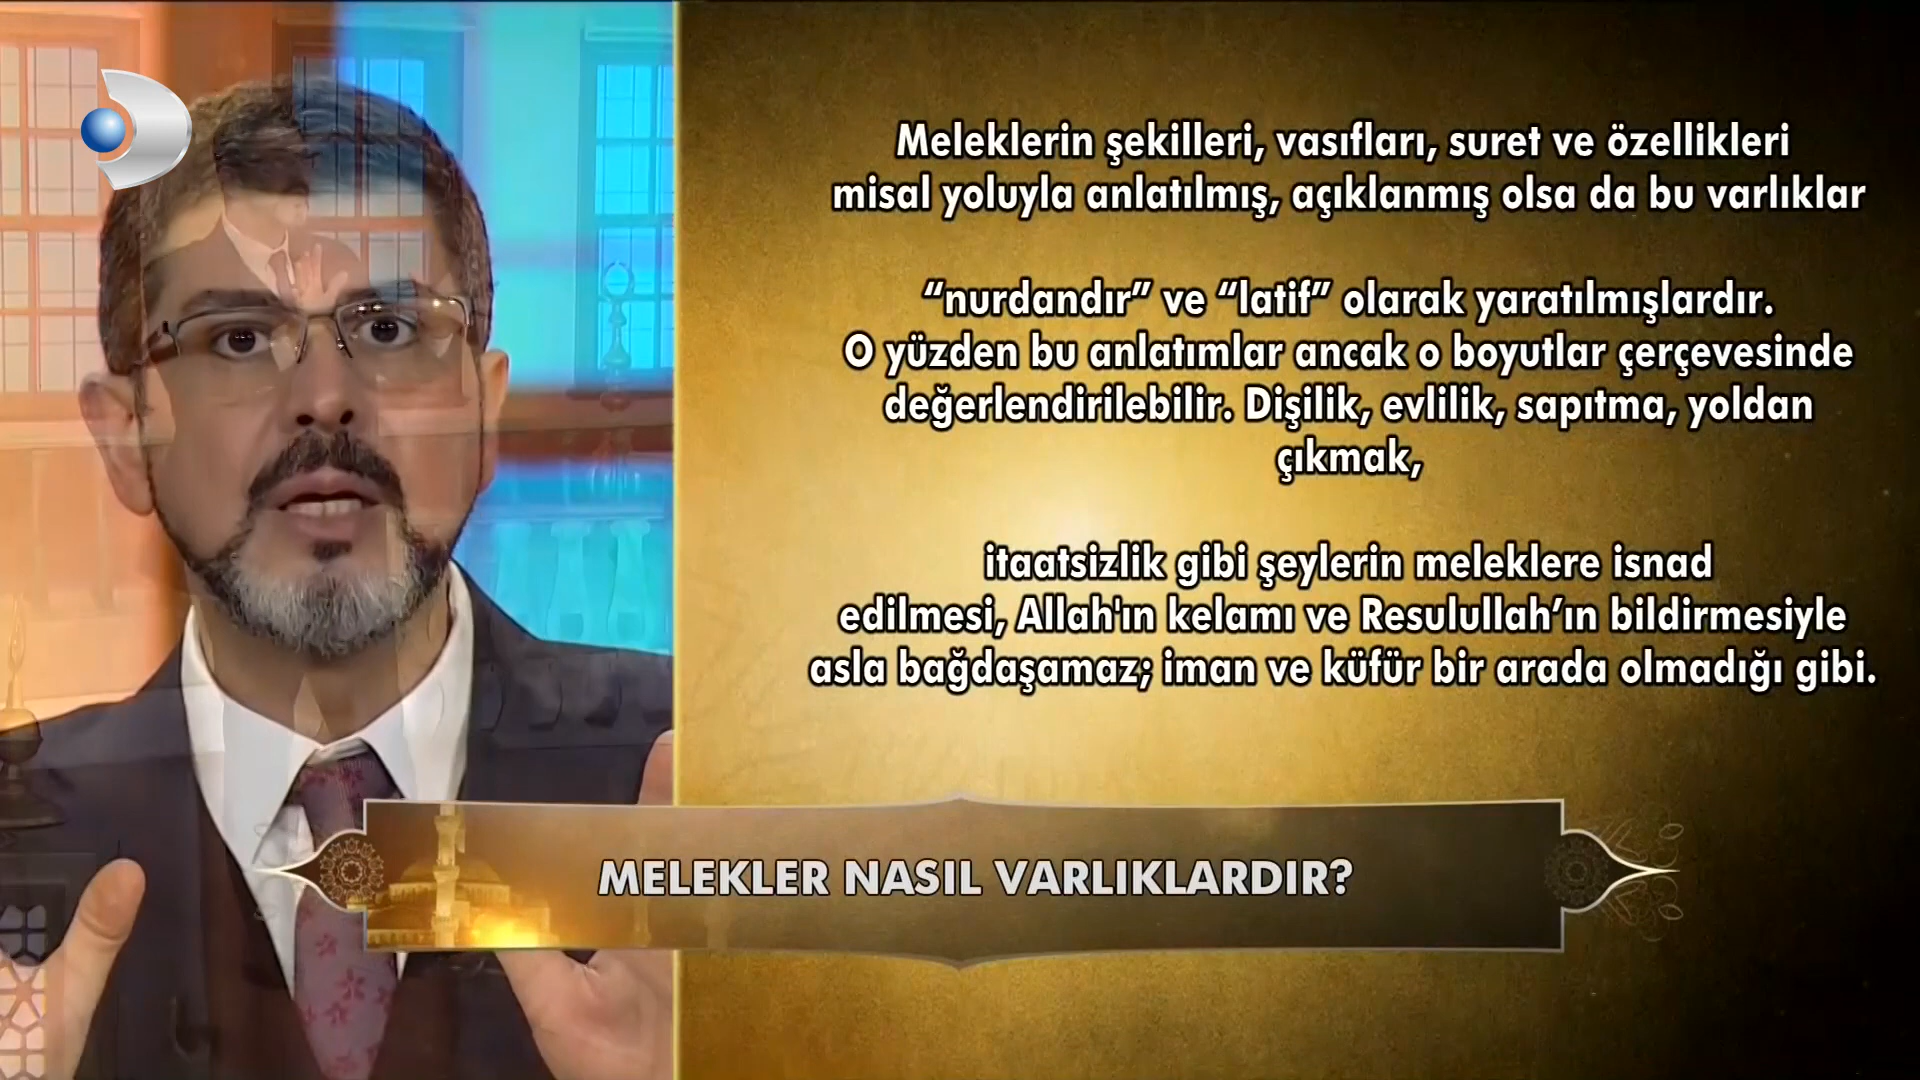 Meleklerin şekilleri, vasıfları, suret ve özellikleri
misal yoluyla anlatılmış, açıklanmış olsa da bu varlıklar
“nurdandır” ve “latif” olarak yaratılmışlardır.
O yüzden bu anlatımlar ancak o boyutlar çerçevesinde
değerlendirilebilir. Dişilik, evlilik, sapıtma, yoldan
çıkmak,
itaatsizlik gibi şeylerin meleklere isnad
edilmesi, Allah'ın kelamı ve Resulullah’ın bildirmesiyle
asla bağdaşamaz; iman ve küfür bir arada olmadığı gibi.
MELEKLER NASIL VARLIKLARDIR?